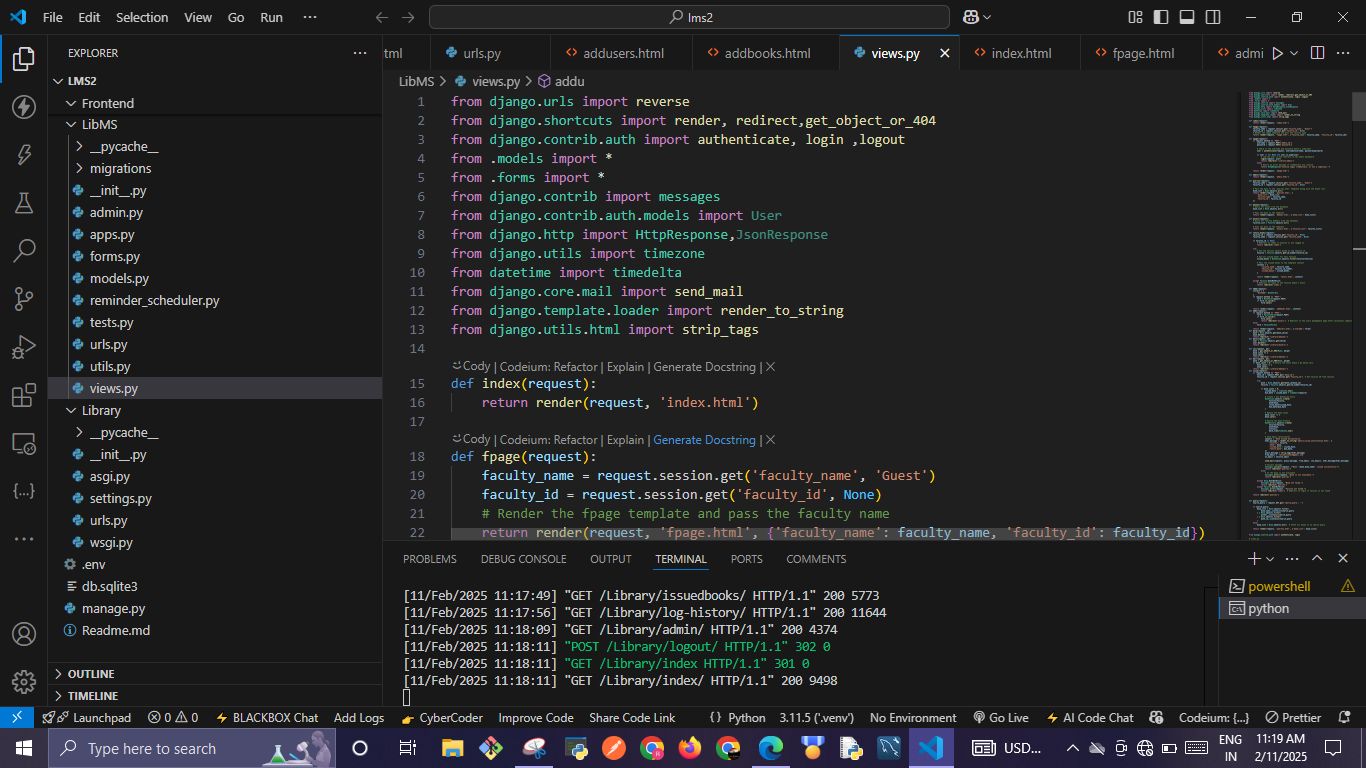 File Edit Selection View Go Run ··· lms2
EXPLORER ···
LMS2
Frontend
LibMS
__pycache__
migrations
__init__.py
admin.py
apps.py
forms.py
models.py
reminder_scheduler.py
tests.py
urls.py
utils.py
views.py
Library
__pycache__
__init__.py
asgi.py
settings.py
urls.py
wsgi.py
.env
db.sqlite3
manage.py
Readme.md
OUTLINE
TIMELINE
tml urls.py addusers.html addbooks.html views.py index.html fpage.html admi
LibMS > views.py > addu
1 from django.urls import reverse
2 from django.shortcuts import render, redirect,get_object_or_404
3 from django.contrib.auth import authenticate, login ,logout
4 from .models import *
5 from .forms import *
6 from django.contrib import messages
7 from django.contrib.auth.models import User
8 from django.http import HttpResponse,JsonResponse
9 from django.utils import timezone
10 from datetime import timedelta
11 from django.core.mail import send_mail
12 from django.template.loader import render_to_string
13 from django.utils.html import strip_tags
14
Cody | Codeium: Refactor | Explain | Generate Docstring | X
15 def index(request):
16 return render(request, 'index.html')
17
Cody | Codeium: Refactor | Explain | Generate Docstring | X
18 def fpage(request):
19 faculty_name = request.session.get('faculty_name', 'Guest')
20 faculty_id = request.session.get('faculty_id', None)
21 # Render the fpage template and pass the faculty name
22 return render(request, 'fpage.html', {'faculty_name': faculty_name, 'faculty_id': faculty_id})
PROBLEMS DEBUG CONSOLE OUTPUT TERMINAL PORTS COMMENTS
[11/Feb/2025 11:17:49] "GET /Library/issuedbooks/ HTTP/1.1" 200 5773
[11/Feb/2025 11:17:56] "GET /Library/log-history/ HTTP/1.1" 200 11644
[11/Feb/2025 11:18:09] "GET /Library/admin/ HTTP/1.1" 200 4374
[11/Feb/2025 11:18:11] "POST /Library/logout/ HTTP/1.1" 302 0
[11/Feb/2025 11:18:11] "GET /Library/index HTTP/1.1" 301 0
[11/Feb/2025 11:18:11] "GET /Library/index/ HTTP/1.1" 200 9498
powershell
python
Launchpad 0 0 BLACKBOX Chat Add Logs CyberCoder Improve Code Share Code Link {} Python 3.11.5 ('.venv') No Environment Go Live AI Code Chat Codeium: {...} Prettier
Type here to search USD... ENG IN 11:19 AM 2/11/2025